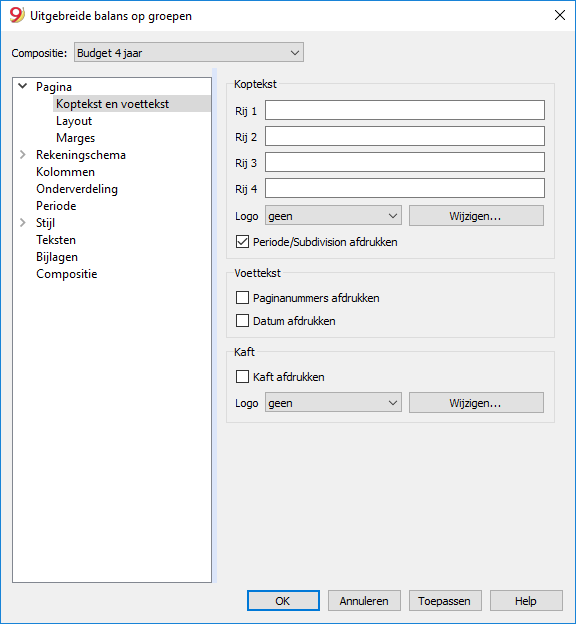 Uitgebreide balans op groepen
Compositie: Budget 4 jaar
Pagina
Koptekst en voettekst
Layout
Marges
Rekeningschema
Kolommen
Onderverdeling
Periode
Stijl
Teksten
Bijlagen
Compositie
Koptekst
Rij 1
Rij 2
Rij 3
Rij 4
Logo geen Wijzigen...
Periode/Subdivision afdrukken
Voettekst
Paginanummers afdrukken
Datum afdrukken
Kaft
Kaft afdrukken
Logo geen Wijzigen...
OK Annuleren Toepassen Help